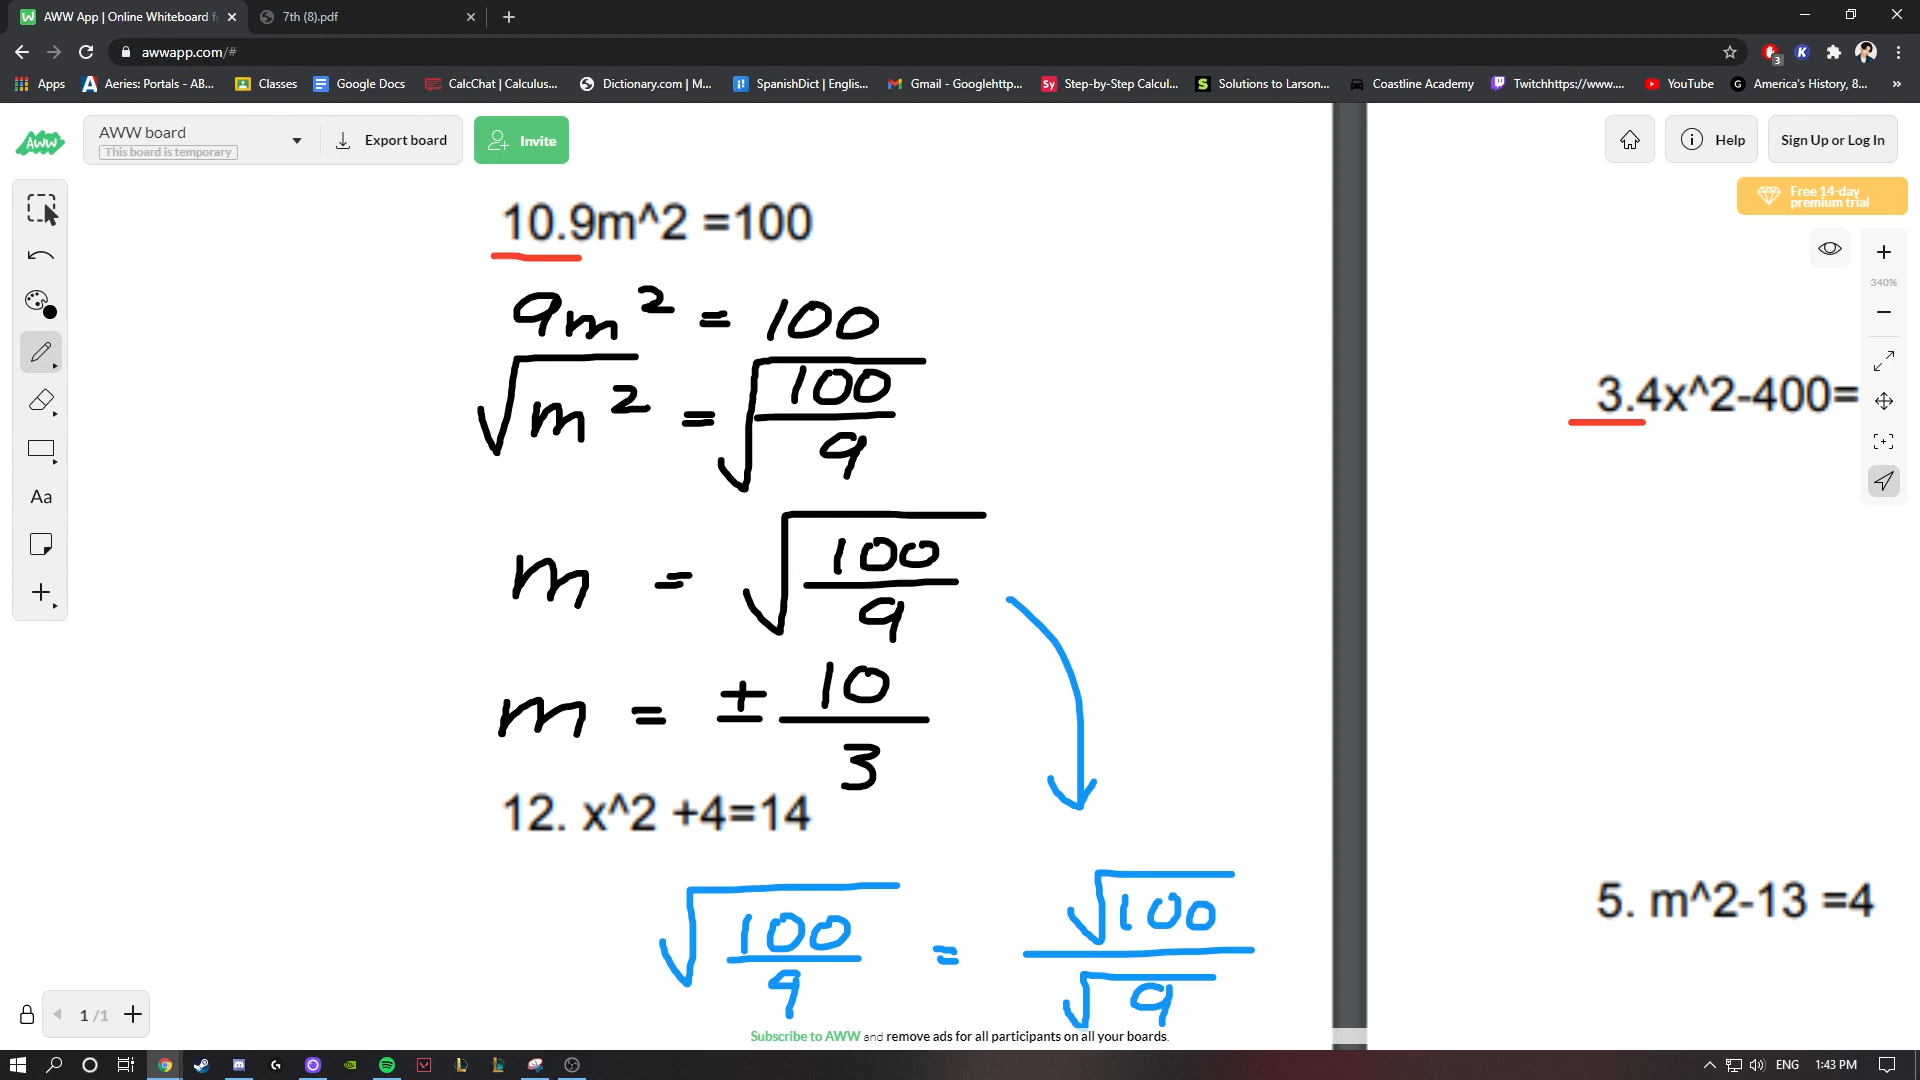 AWW App | Online Whiteboard f
7th (8).pdf
awwapp.com/#
3
Apps
Aeries: Portals - AB...
Classes
Google Docs
CalcChat | Calculus...
Dictionary.com | M...
SpanishDict | Englis...
Gmail - Googlehttp...
Sy Step-by-Step Calcul...
S Solutions to Larson...
Coastline Academy
Twitchhttps://www....
YouTube
G America's History, 8...
»
AWW
AWW board
This board is temporary
Export board
Invite
Help
Sign Up or Log In
Free 14-day
premium trial
340%
Aa
10.9m^2 =100
9m² = 100
√m² = √(100/9)
m = √(100/9)
m = ± 10/3
12. x^2 +4=14
√(100/9) = √100/√9
3.4x^2-400=
5. m^2-13 =4
1 /1
Subscribe to AWW and remove ads for all participants on all your boards.
ENG
1:43 PM